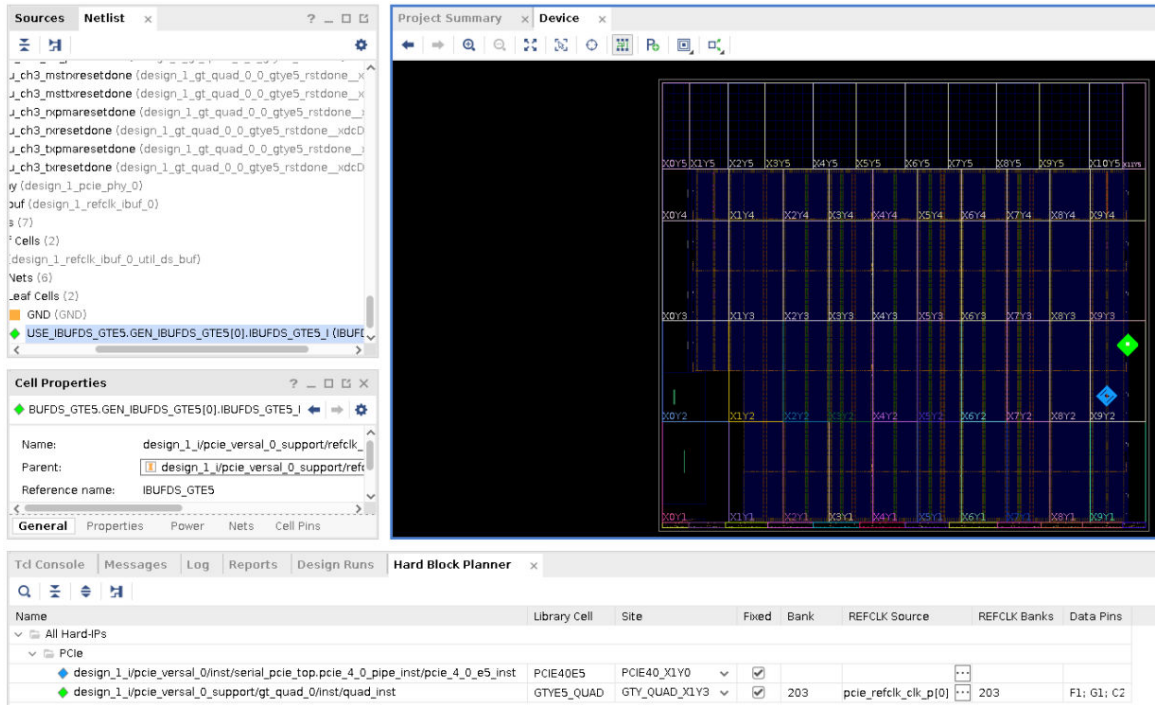 Sources Netlist × ? _ □
Project Summary × Device ×
u_ch3_mstrxresetdone (design_1_gt_quad_0_0_gtye5_rstdone__x
u_ch3_msttxresetdone (design_1_gt_quad_0_0_gtye5_rstdone__x
u_ch3_rxpmaresetdone (design_1_gt_quad_0_0_gtye5_rstdone_
u_ch3_rxresetdone (design_1_gt_quad_0_0_gtye5_rstdone__xdcD
u_ch3_txpmaresetdone (design_1_gt_quad_0_0_gtye5_rstdone_
u_ch3_txresetdone (design_1_gt_quad_0_0_gtye5_rstdone__xdcD
ny (design_1_pcie_phy_0)
buf (design_1_refclk_ibuf_0)
s (7)
f Cells (2)
(design_1_refclk_ibuf_0_util_ds_buf)
Nets (6)
Leaf Cells (2)
GND (GND)
USE_IBUFDS_GTE5.GEN_IBUFDS_GTE5[0].IBUFDS_GTE5_I (IBUFD
X0Y5 X1Y5 X2Y5 X3Y5 X4Y5 X5Y5 X6Y5 X7Y5 X8Y5 X9Y5 X10Y5 X11Y5
X0Y4 X1Y4 X2Y4 X3Y4 X4Y4 X5Y4 X6Y4 X7Y4 X8Y4 X9Y4
X0Y3 X1Y3 X2Y3 X3Y3 X4Y3 X5Y3 X6Y3 X7Y3 X8Y3 X9Y3
X0Y2 X1Y2 X2Y2 X3Y2 X4Y2 X5Y2 X6Y2 X7Y2 X8Y2 X9Y2
X0Y1 X1Y1 X2Y1 X3Y1 X4Y1 X5Y1 X6Y1 X7Y1 X8Y1 X9Y1
Cell Properties ? _ □ ×
BUFDS_GTE5.GEN_IBUFDS_GTE5[0].IBUFDS_GTE5_I
Name: design_1_i/pcie_versal_0_support/refclk_
Parent: design_1_i/pcie_versal_0_support/refc
Reference name: IBUFDS_GTE5
General Properties Power Nets Cell Pins
Tcl Console Messages Log Reports Design Runs Hard Block Planner ×
Name Library Cell Site Fixed Bank REFCLK Source REFCLK Banks Data Pins
All Hard-IPs
PCIe
design_1_i/pcie_versal_0/inst/serial_pcie_top.pcie_4_0_pipe_inst/pcie_4_0_e5_inst PCIE40E5 PCIE40_X1Y0 ...
design_1_i/pcie_versal_0_support/gt_quad_0/inst/quad_inst GTYE5_QUAD GTY_QUAD_X1Y3 203 pcie_refclk_clk_p[0] ... 203 F1; G1; C2